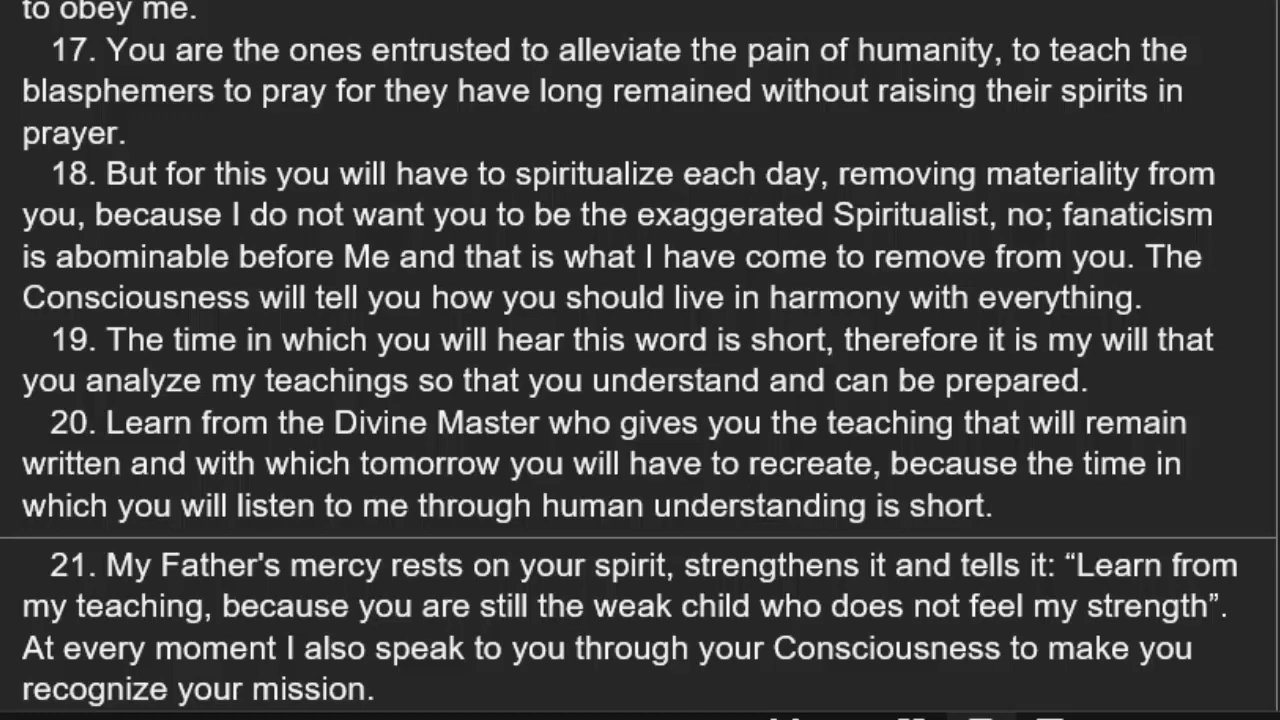 to obey me.
17. You are the ones entrusted to alleviate the pain of humanity, to teach the
blasphemers to pray for they have long remained without raising their spirits in
prayer.
18. But for this you will have to spiritualize each day, removing materiality from
you, because I do not want you to be the exaggerated Spiritualist, no; fanaticism
is abominable before Me and that is what I have come to remove from you. The
Consciousness will tell you how you should live in harmony with everything.
19. The time in which you will hear this word is short, therefore it is my will that
you analyze my teachings so that you understand and can be prepared.
20. Learn from the Divine Master who gives you the teaching that will remain
written and with which tomorrow you will have to recreate, because the time in
which you will listen to me through human understanding is short.
21. My Father's mercy rests on your spirit, strengthens it and tells it: “Learn from
my teaching, because you are still the weak child who does not feel my strength”.
At every moment I also speak to you through your Consciousness to make you
recognize your mission.